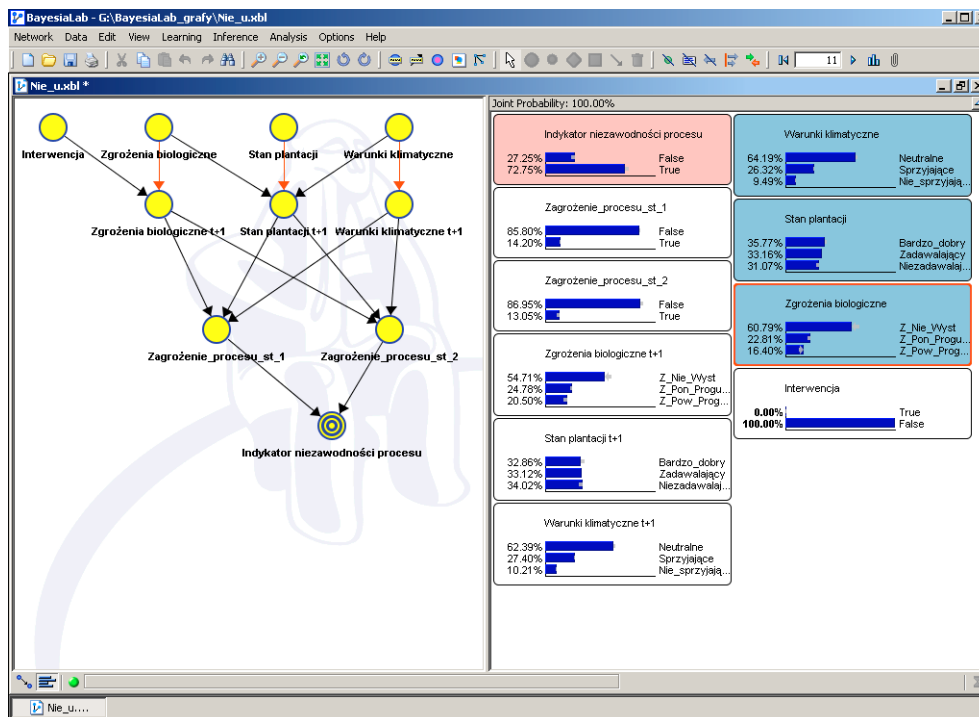 BayesiaLab - G:\BayesiaLab_grafy\Nie_u.xbl
Network Data Edit View Learning Inference Analysis Options Help
11
Nie_u.xbl *
Interwencja
Zgrożenia biologiczne
Stan plantacji
Warunki klimatyczne
Zgrożenia biologiczne t+1
Stan plantacji t+1
Warunki klimatyczne t+1
Zagrożenie_procesu_st_1
Zagrożenie_procesu_st_2
Indykator niezawodności procesu
Joint Probability: 100.00%
Indykator niezawodności procesu
27.25% False
72.75% True
Zagrożenie_procesu_st_1
85.80% False
14.20% True
Zagrożenie_procesu_st_2
86.95% False
13.05% True
Zgrożenia biologiczne t+1
54.71% Z_Nie_Wyst
24.78% Z_Pon_Progu...
20.50% Z_Pow_Prog...
Stan plantacji t+1
32.86% Bardzo_dobry
33.12% Zadawalający
34.02% Niezadawalaj...
Warunki klimatyczne t+1
62.39% Neutralne
27.40% Sprzyjające
10.21% Nie_sprzyjają...
Warunki klimatyczne
64.19% Neutralne
26.32% Sprzyjające
9.49% Nie_sprzyjają...
Stan plantacji
35.77% Bardzo_dobry
33.16% Zadawalający
31.07% Niezadawalaj...
Zgrożenia biologiczne
60.79% Z_Nie_Wyst
22.81% Z_Pon_Progu...
16.40% Z_Pow_Prog...
Interwencja
0.00% True
100.00% False
Nie_u....